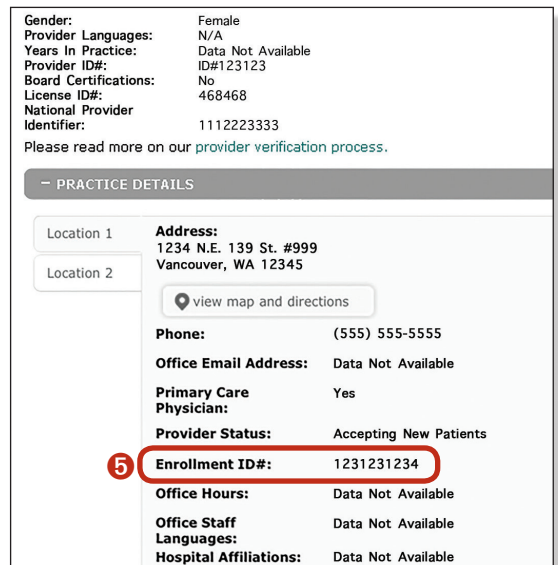 Gender: Female
Provider Languages: N/A
Years In Practice: Data Not Available
Provider ID#: ID#123123
Board Certifications: No
License ID#: 468468
National Provider
Identifier: 1112223333
Please read more on our provider verification process.
– PRACTICE DETAILS
Location 1
Location 2
Address:
1234 N.E. 139 St. #999
Vancouver, WA 12345
view map and directions
Phone: (555) 555-5555
Office Email Address: Data Not Available
Primary Care Yes
Physician:
Provider Status: Accepting New Patients
5 Enrollment ID#: 1231231234
Office Hours: Data Not Available
Office Staff Data Not Available
Languages:
Hospital Affiliations: Data Not Available